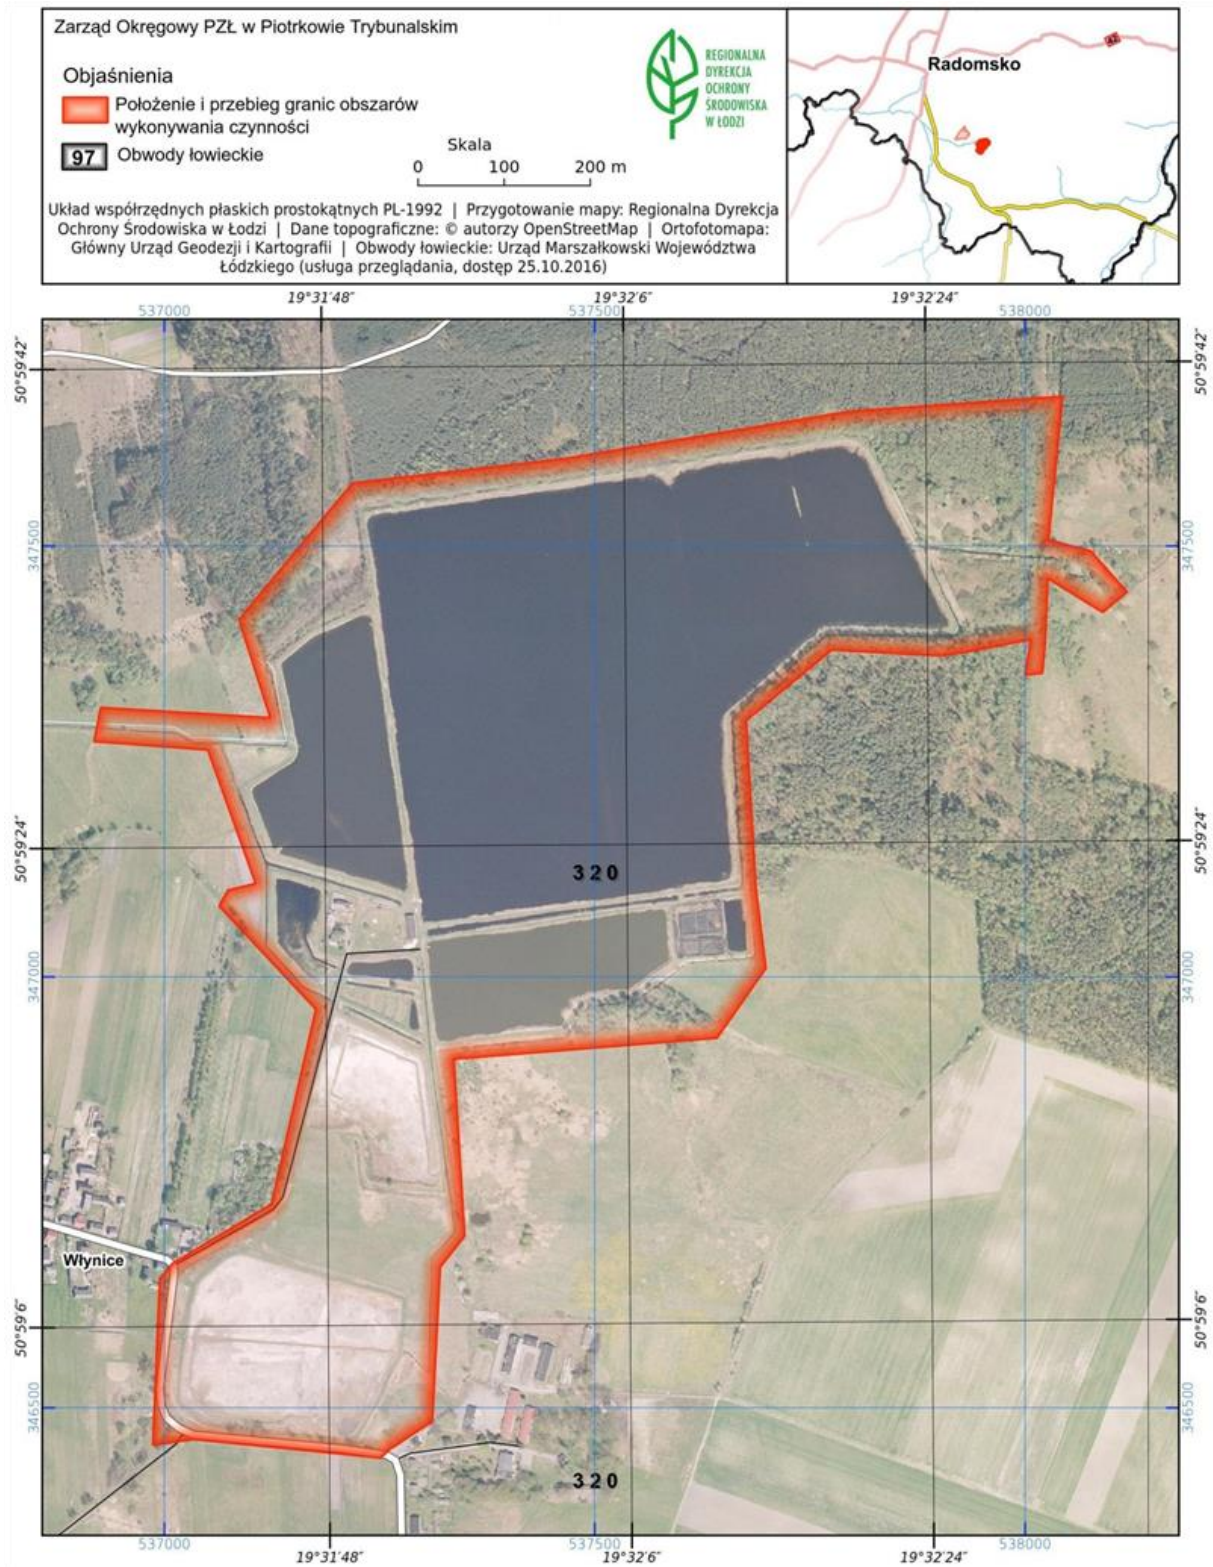 Zarząd Okręgowy PZŁ w Piotrkowie Trybunalskim
Objaśnienia
Położenie i przebieg granic obszarów
wykonywania czynności
97 Obwody łowieckie
REGIONALNA
DYREKCJA
OCHRONY
ŚRODOWISKA
W ŁODZI
Skala
0 100 200 m
Układ współrzędnych płaskich prostokątnych PL-1992 | Przygotowanie mapy: Regionalna Dyrekcja
Ochrony Środowiska w Łodzi | Dane topograficzne: © autorzy OpenStreetMap | Ortofotomapa:
Główny Urząd Geodezji i Kartografii | Obwody łowieckie: Urząd Marszałkowski Województwa
Łódzkiego (usługa przeglądania, dostęp 25.10.2016)
42
Radomsko
19°31'48" 19°32'6" 19°32'24"
537000 537500 538000
50°59'42" 50°59'42"
347500 347500
50°59'24" 50°59'24"
320
347000 347000
Włynice
50°59'6" 50°59'6"
346500 346500
320
537000 537500 538000
19°31'48" 19°32'6" 19°32'24"